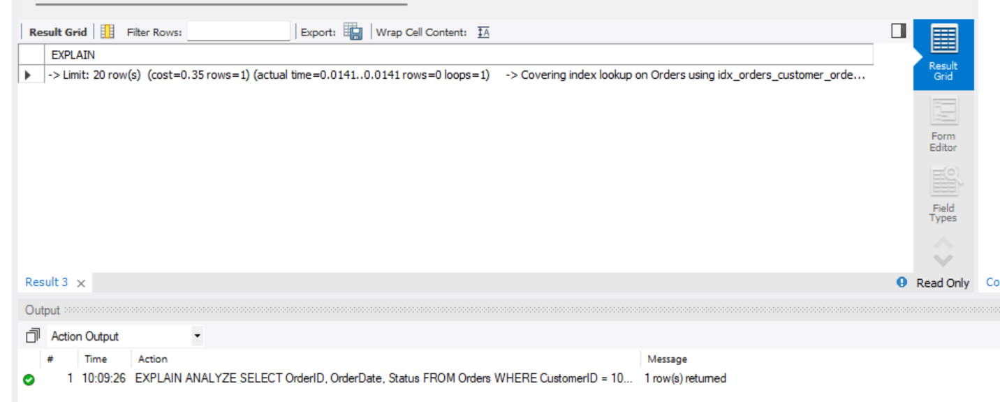 Result Grid Filter Rows: Export: Wrap Cell Content: IA
EXPLAIN
-> Limit: 20 row(s) (cost=0.35 rows=1) (actual time=0.0141..0.0141 rows=0 loops=1) -> Covering index lookup on Orders using idx_orders_customer_orde...
Result
Grid
Form
Editor
Field
Types
Result 3 × Read Only Co
Output
Action Output
# Time Action Message
1 10:09:26 EXPLAIN ANALYZE SELECT OrderID, OrderDate, Status FROM Orders WHERE CustomerID = 10... 1 row(s) returned